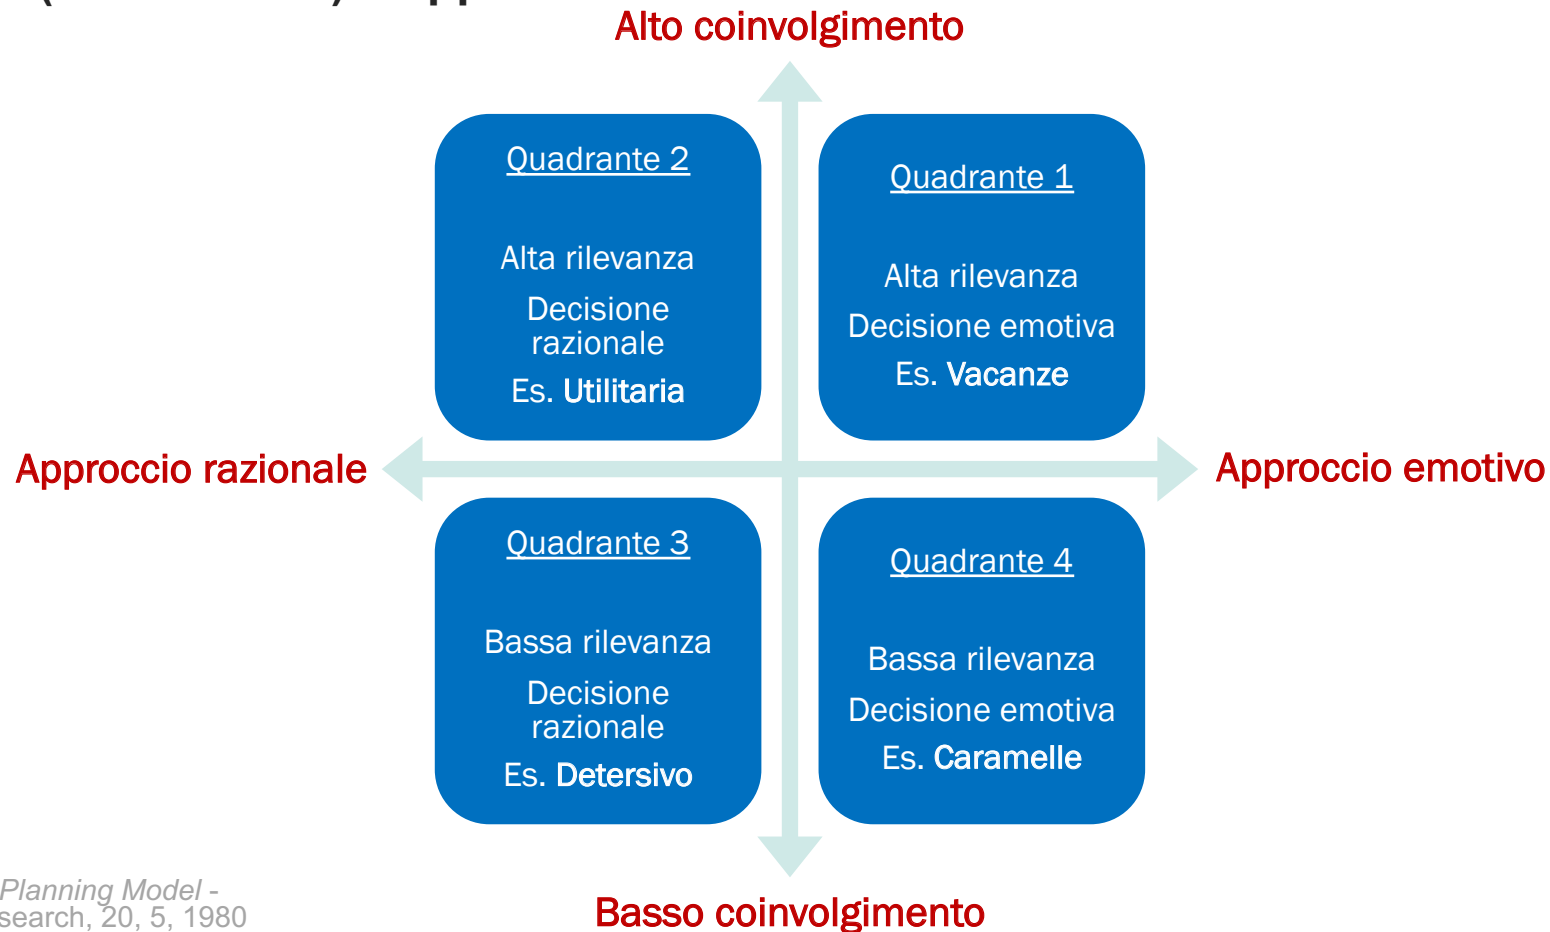 Alto coinvolgimento
Quadrante 2
Alta rilevanza
Decisione
razionale
Es. Utilitaria
Quadrante 1
Alta rilevanza
Decisione emotiva
Es. Vacanze
Approccio razionale
Approccio emotivo
Quadrante 3
Bassa rilevanza
Decisione
razionale
Es. Detersivo
Quadrante 4
Bassa rilevanza
Decisione emotiva
Es. Caramelle
Planning Model -
search, 20, 5, 1980
Basso coinvolgimento